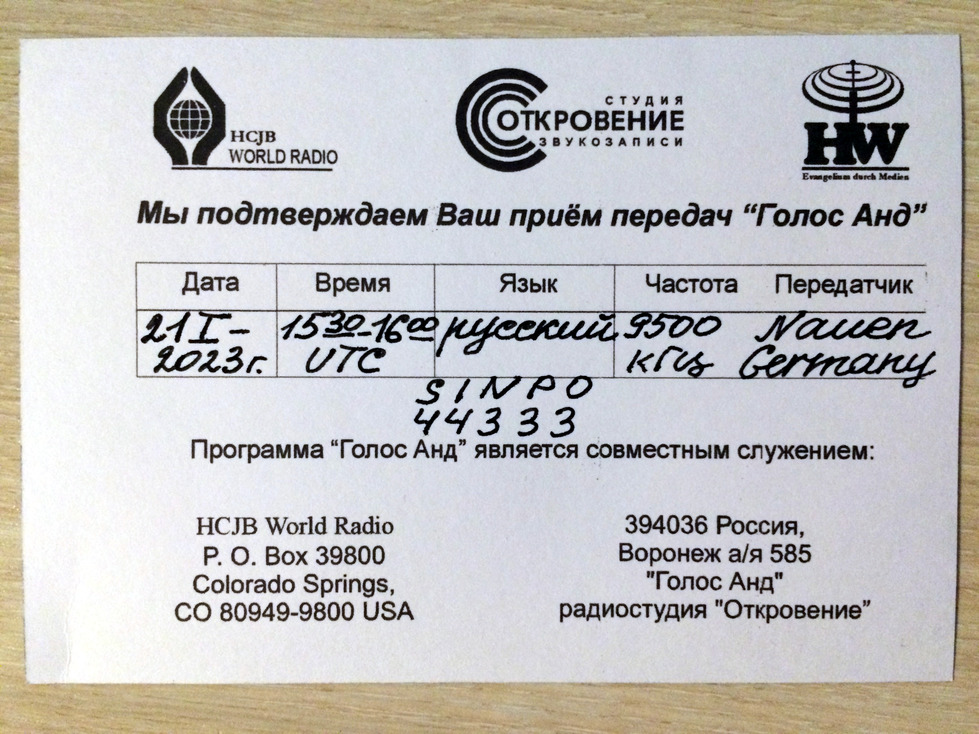 HCJB
WORLD RADIO
СТУДИЯ
ОТКРОВЕНИЕ
ЗВУКОЗАПИСИ
HW
Evangelium durch Medien
Мы подтверждаем Ваш приём передач “Голос Анд”
Дата Время Язык Частота Передатчик
21 I - 15 30-16 00 русский 9500 Nauen
2023г. UTC кГц Germany
SINPO
44333
Программа “Голос Анд” является совместным служением:
HCJB World Radio
P. O. Box 39800
Colorado Springs,
CO 80949-9800 USA
394036 Россия,
Воронеж а/я 585
"Голос Анд"
радиостудия "Откровение”